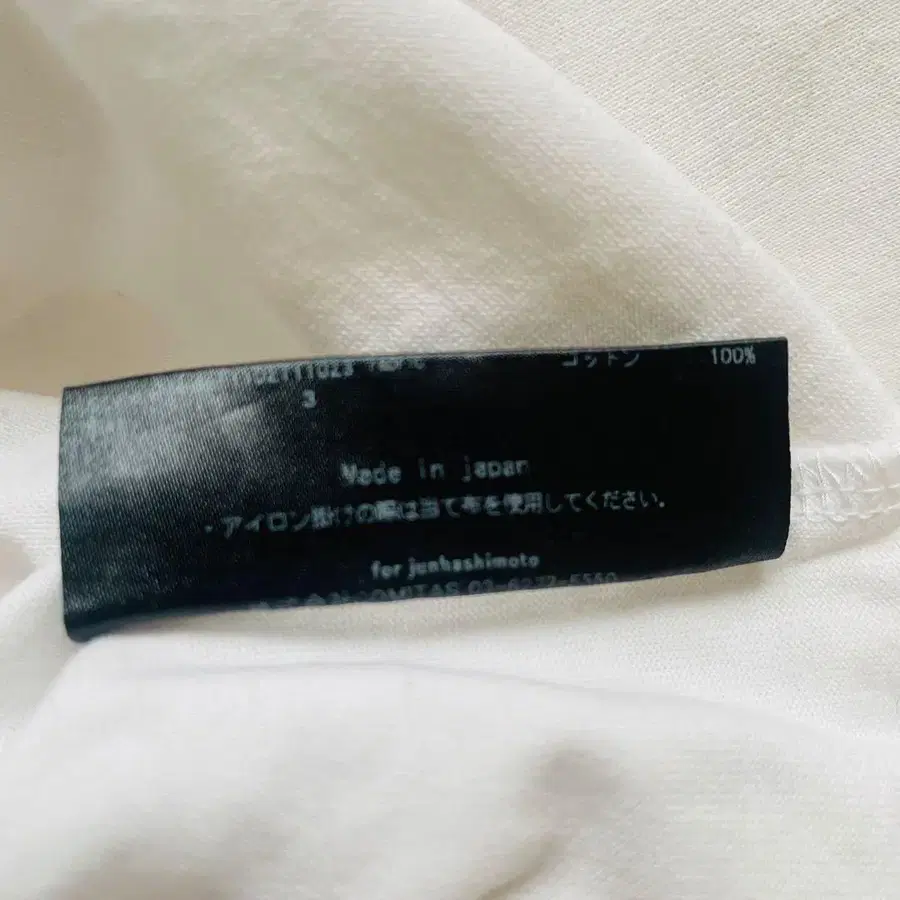 コットン 100%
3
Made in japan
・アイロン掛けの際は当て布を使用してください。
for junhashimoto